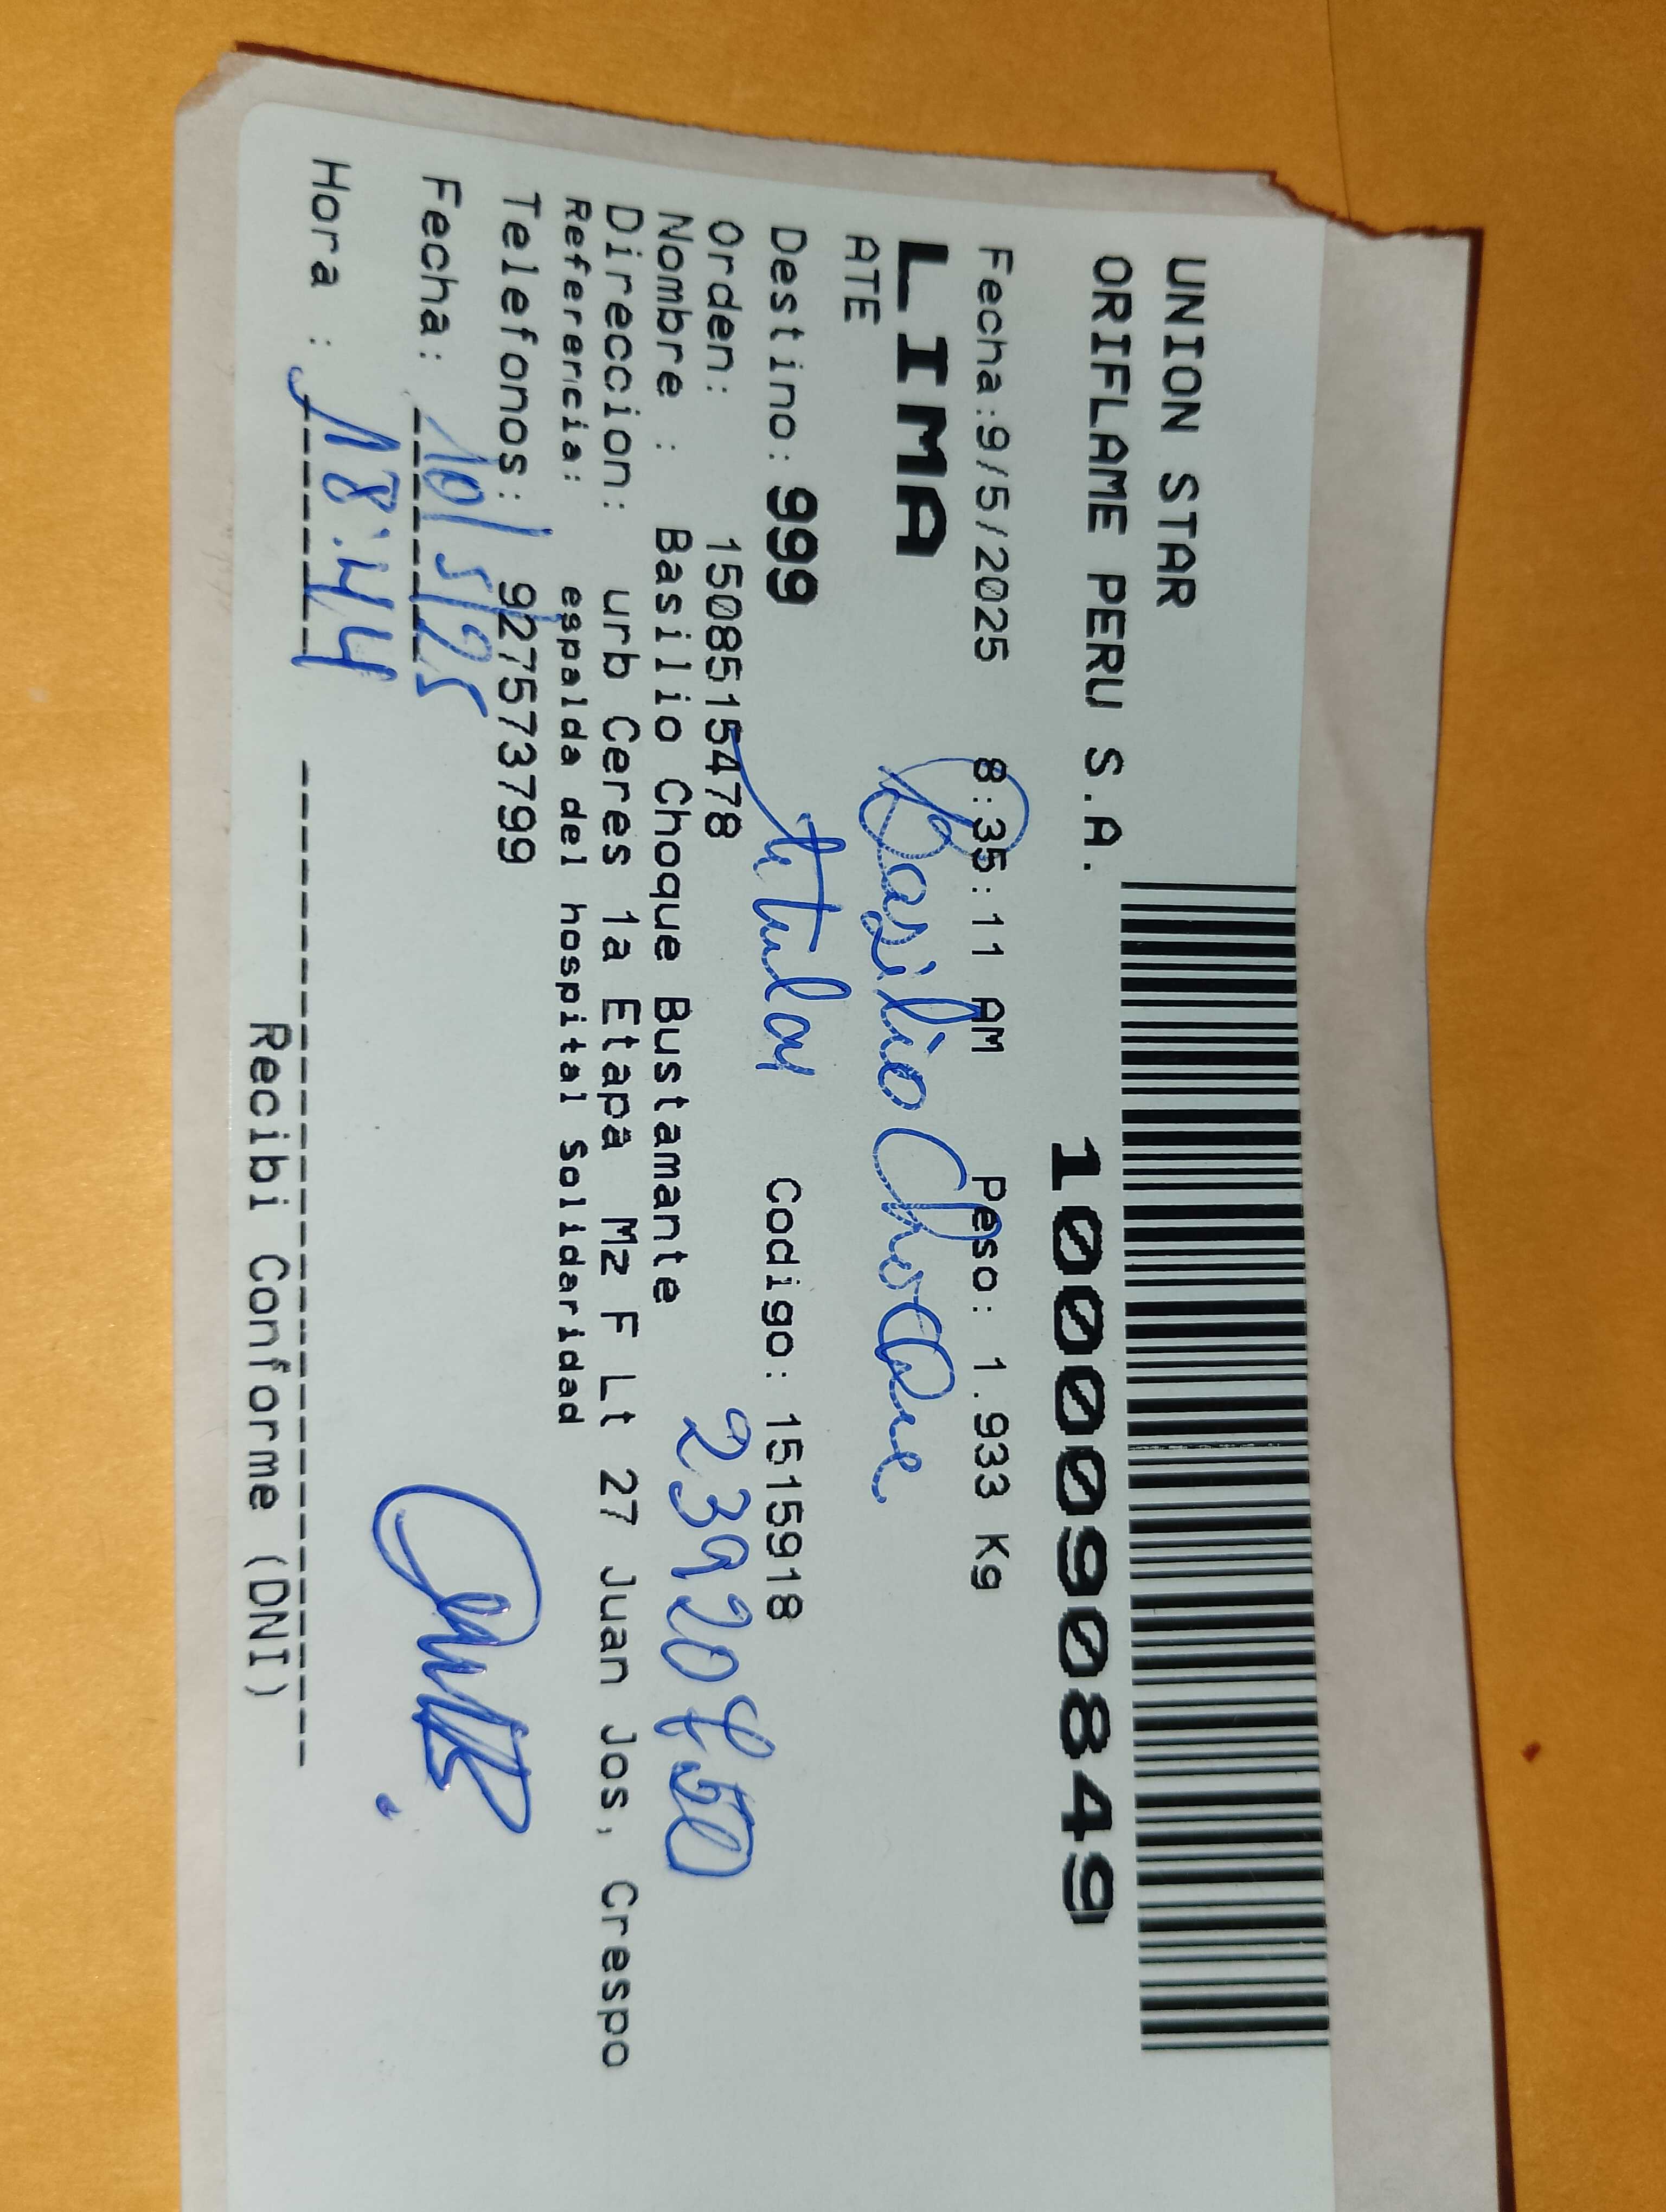 UNION STAR
ORIFLAME PERU S.A.
10000090849
Fecha:9/5/2025 8:35:11 AM Peso: 1.933 Kg
LIMA
Basilio Choque
ATE
Destino: 999 titular Codigo: 1515918
Orden: 1508515478
Nombre : Basilio Choque Bustamante
Direccion: urb Ceres 1a Etapa Mz F Lt 27 Juan Jos, Crespo
Referencia: espalda del hospital Solidaridad
Telefonos: 927573799
Fecha: 10/5/25
Hora : 18:44
Recibi Conforme (DNI)